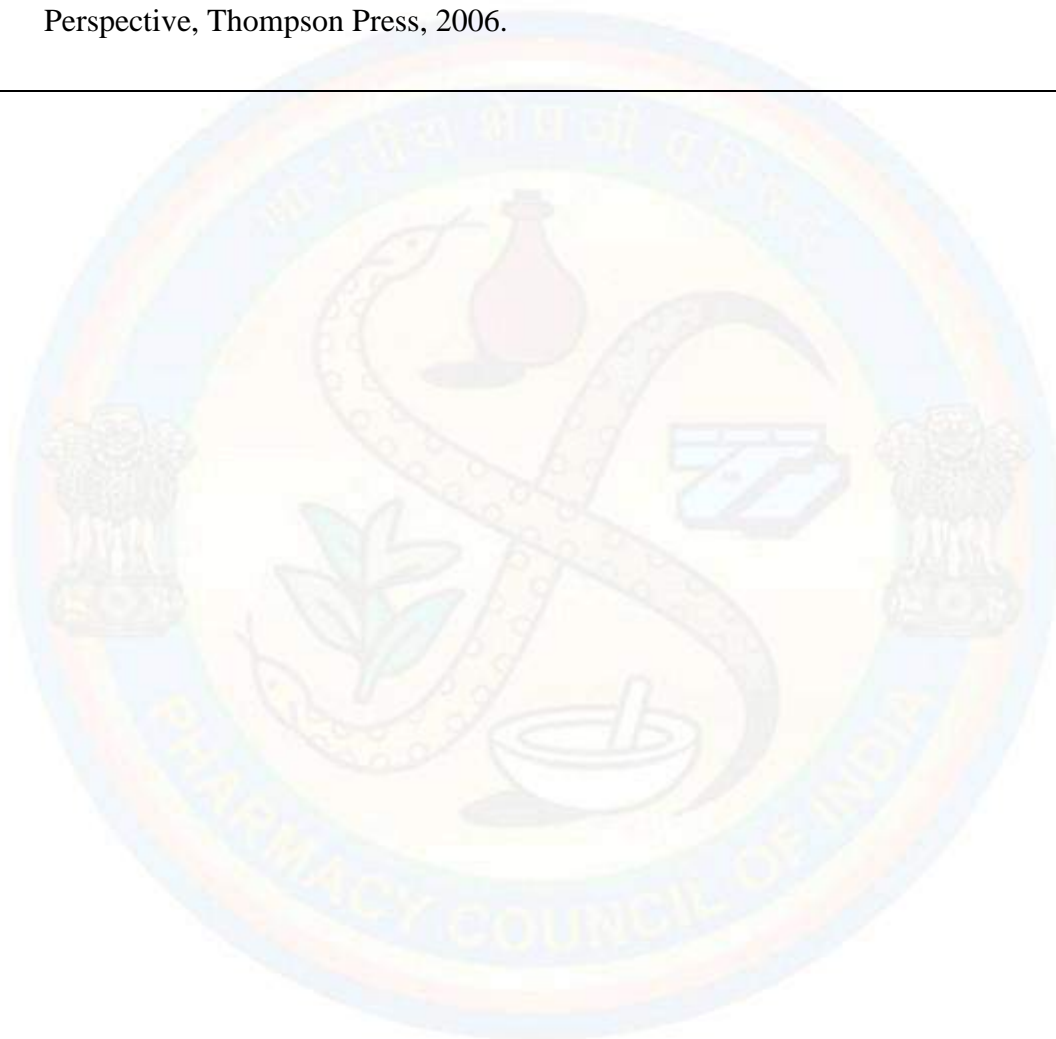 Perspective, Thompson Press, 2006.
PHARMACY COUNCIL OF INDIA